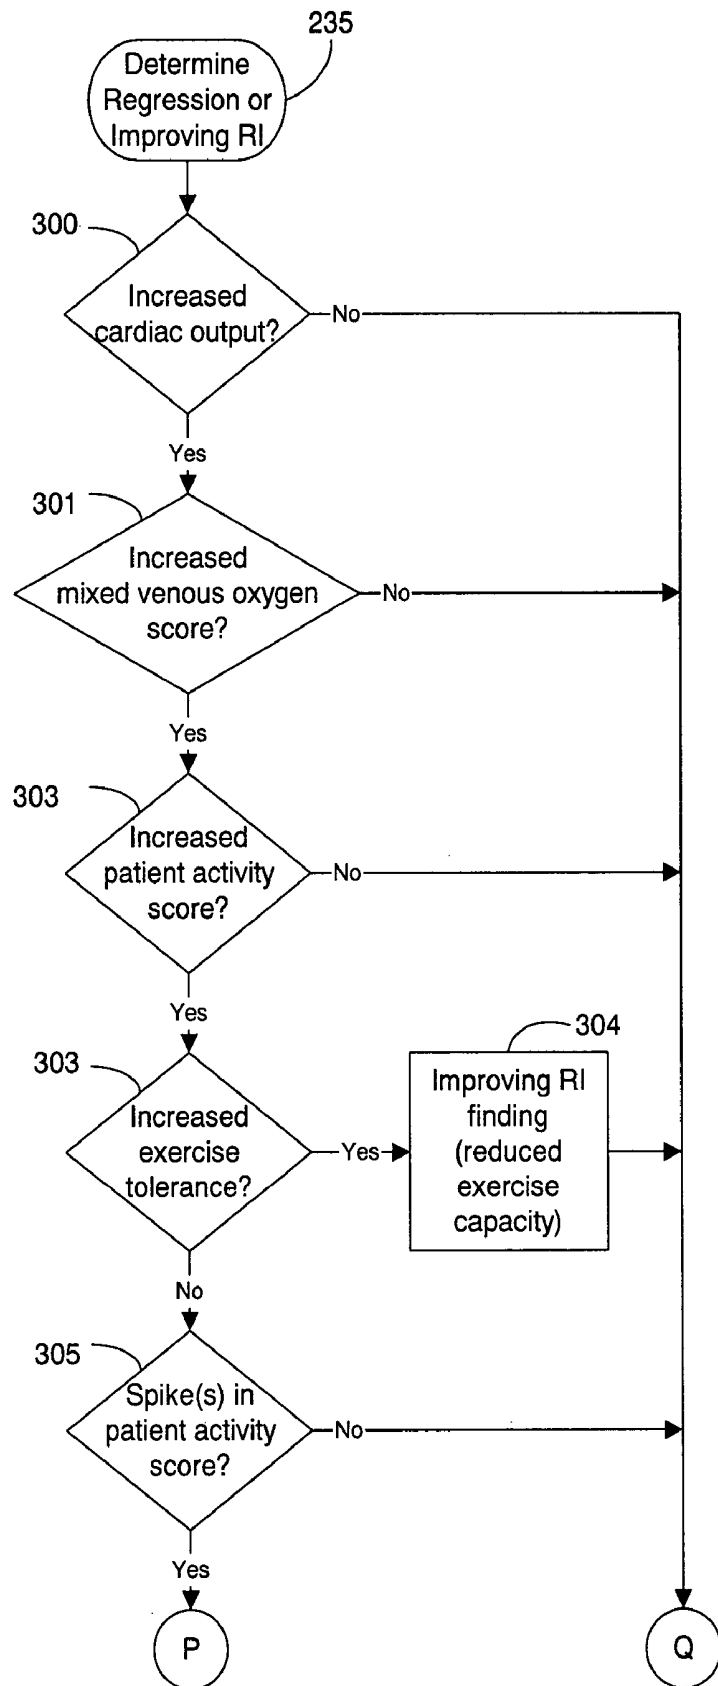 235
Determine
Regression or
Improving RI
300
Increased
cardiac output?
No
Yes
301
Increased
mixed venous oxygen
score?
No
Yes
303
Increased
patient activity
score?
No
Yes
303
Increased
exercise
tolerance?
Yes
304
Improving RI
finding
(reduced
exercise
capacity)
No
305
Spike(s) in
patient activity
score?
No
Yes
P
Q